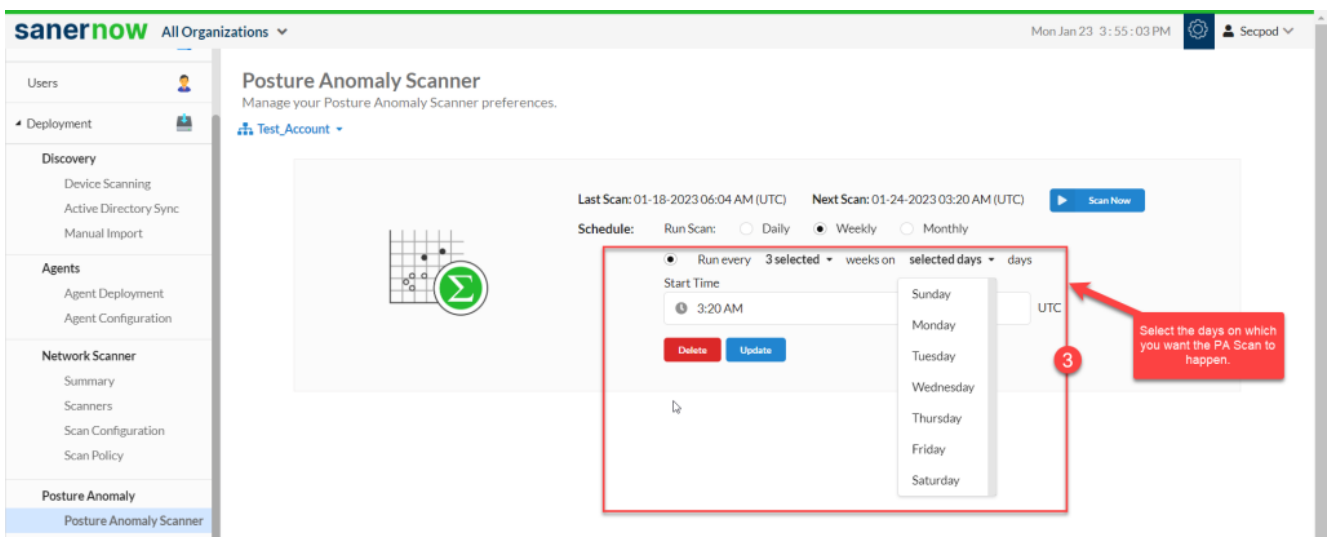 sanernow All Organizations Mon Jan 23 3:55:03 PM Secpod
Users
Deployment
Discovery
Device Scanning
Active Directory Sync
Manual Import
Agents
Agent Deployment
Agent Configuration
Network Scanner
Summary
Scanners
Scan Configuration
Scan Policy
Posture Anomaly
Posture Anomaly Scanner
Posture Anomaly Scanner
Manage your Posture Anomaly Scanner preferences.
Test_Account
Σ
Last Scan: 01-18-2023 06:04 AM (UTC) Next Scan: 01-24-2023 03:20 AM (UTC) Scan Now
Schedule: Run Scan: Daily Weekly Monthly
Run every 3 selected weeks on selected days days
Start Time
3:20 AM UTC
Delete Update
Sunday
Monday
Tuesday
Wednesday
Thursday
Friday
Saturday
3
Select the days on which
you want the PA Scan to
happen.